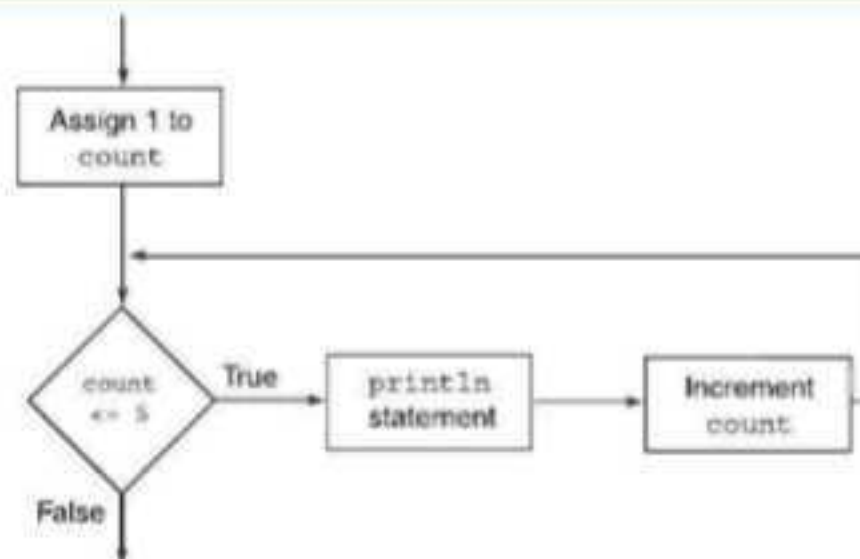 Assign 1 to
count
count
<= 5
True
println
statement
Increment
count
False